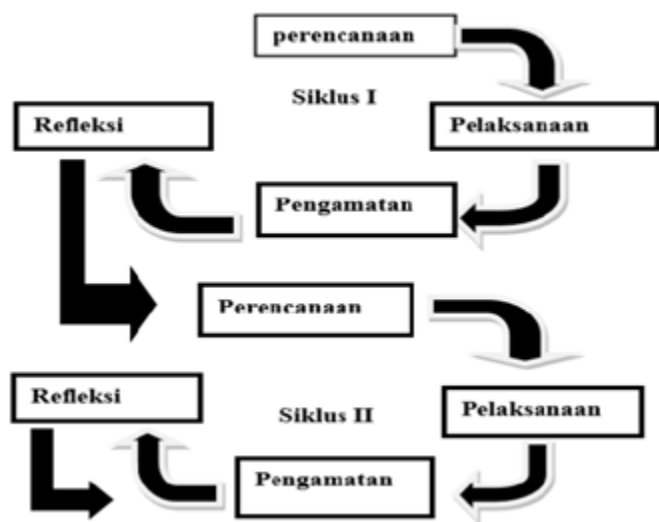 perencanaan
Siklus I
Refleksi
Pelaksanaan
Pengamatan
Perencanaan
Refleksi
Siklus II
Pelaksanaan
Pengamatan